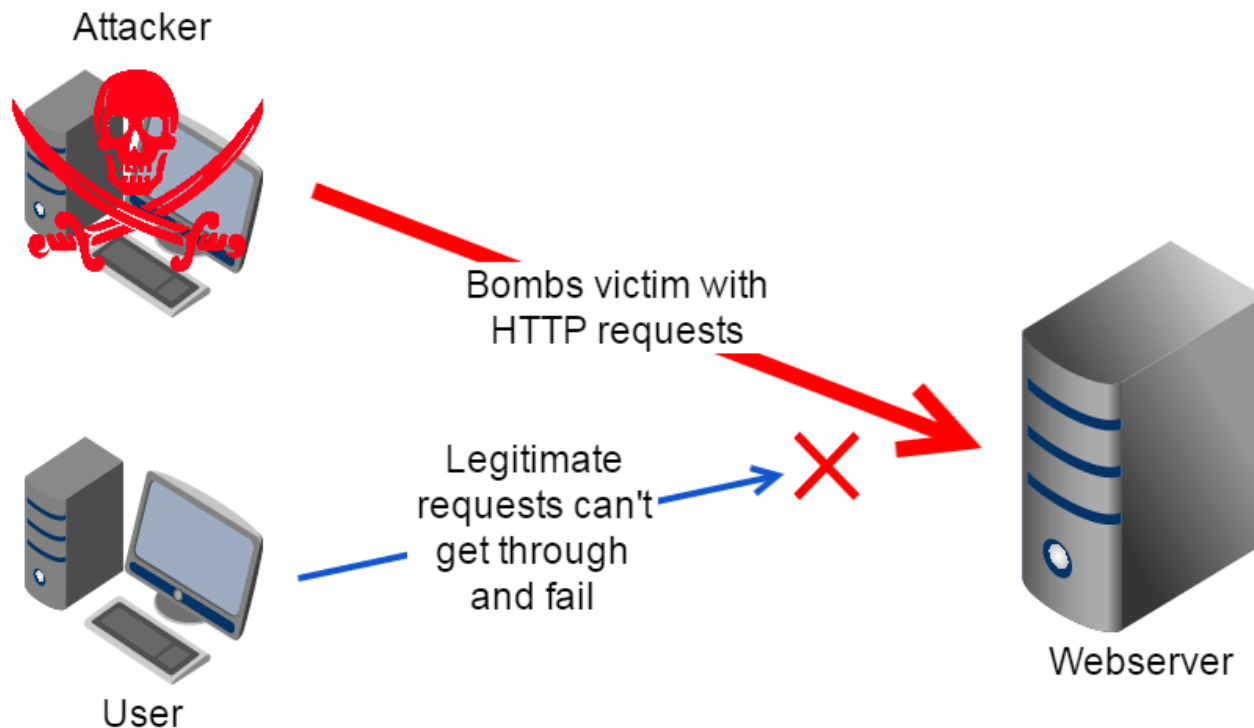 Attacker
Bombs victim with
HTTP requests
Legitimate
requests can't
get through
and fail
User
Webserver